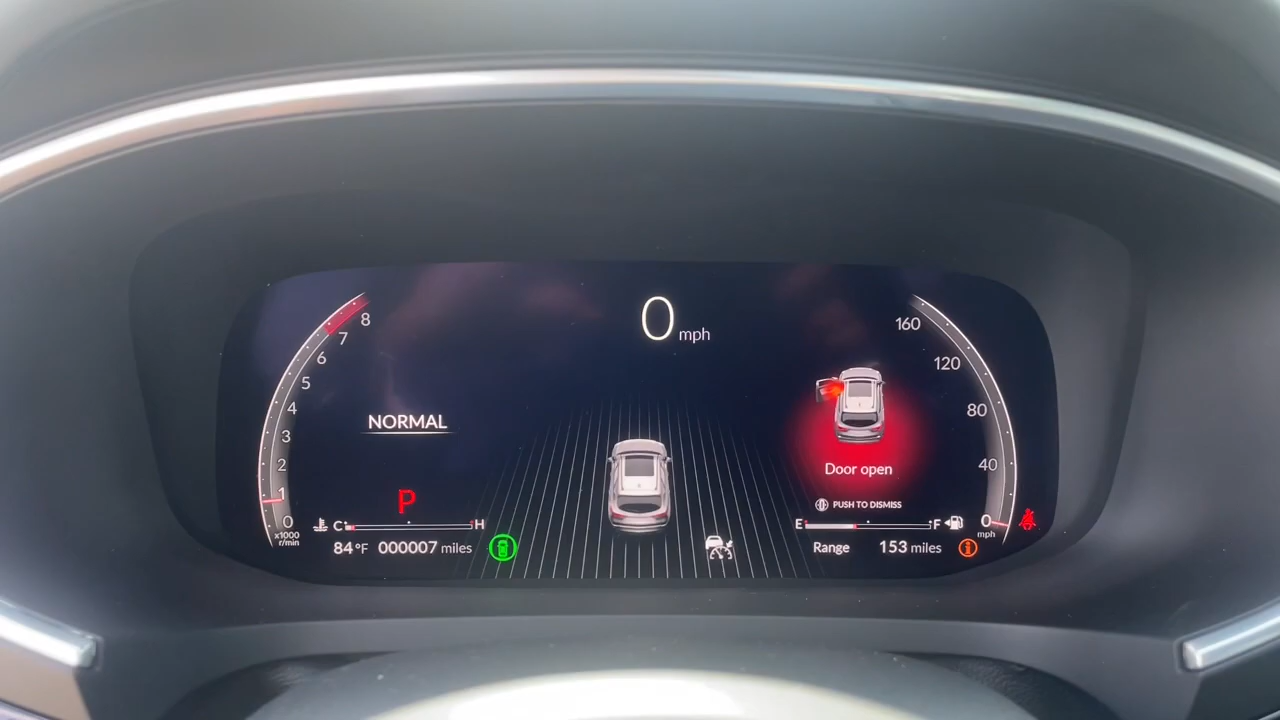 0 mph
8
7
6
5
4
3
2
1
0
x1000
r/min
NORMAL
P
C H
84°F 000007 miles
160
120
80
40
0
mph
Door open
PUSH TO DISMISS
E F
Range 153 miles